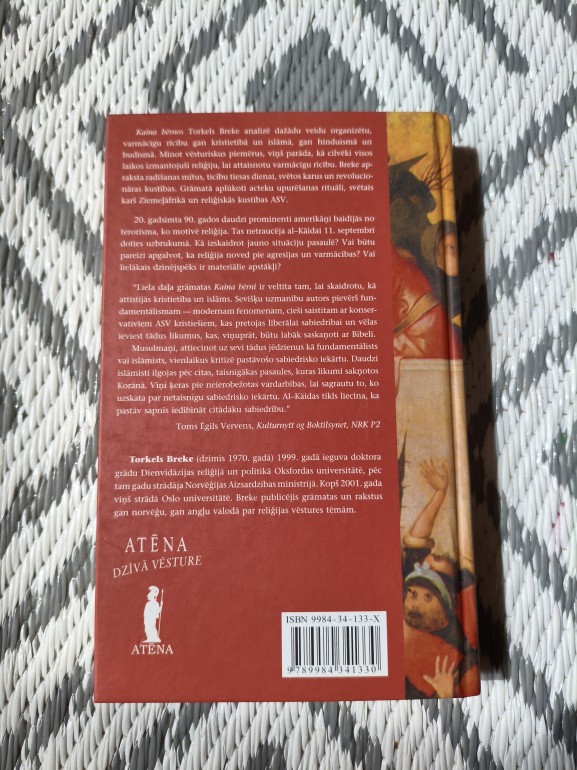 Kaina bērnos Torkels Breke analizē dažādu veidu organizētu,
varmācīgu rīcību gan kristietībā un islāmā, gan hinduismā un
budismā. Minot vēsturiskus piemērus, viņš parāda, kā cilvēki visos
laikos izmantojuši reliģiju, lai attaisnotu varmācīgu rīcību. Breke ap-
raksta radīšanas mītus, ticību tiesas dienai, svētos karus un revolucio-
nāras kustības. Grāmatā aplūkoti acteku upurēšanas rituāli, svētais
karš Ziemeļāfrikā un reliģiskās kustības ASV.
20. gadsimta 90. gados daudzi prominenti amerikāņi baidījās no
terorisma, ko motivē reliģija. Tas netraucēja al–Kāidai 11. septembrī
doties uzbrukumā. Kā izskaidrot jauno situāciju pasaulē? Vai būtu
pareizi apgalvot, ka reliģija noved pie agresijas un varmācības? Vai
lielākais dzinējspēks ir materiālie apstākļi?
"Liela daļa grāmatas Kaina bērni ir veltīta tam, lai skaidrotu, kā
attīstījās kristietība un islāms. Sevišķu uzmanību autors pievērš fun-
damentālismam — modernam fenomenam, cieši saistītam ar konser-
vatīviem ASV kristiešiem, kas pretojas liberālai sabiedrībai un vēlas
ieviest tādus likumus, kas, viņuprāt, būtu labāk saskaņoti ar Bībeli.
Musulmaņi, attiecinot uz sevi tādus jēdzienus kā fundamentālists
vai islāmists, vienlaikus kritizē pastāvošo sabiedrisko iekārtu. Daudzi
islāmisti ilgojas pēc citas, taisnīgākas pasaules, kuras likumi sakņotos
Korānā. Viņi ķeras pie neierobežotas vardarbības, lai sagrautu to, ko
uzskata par netaisnīgu sabiedrisko iekārtu. Al–Kāidas tīkls liecina, ka
pastāv sapnis iedibināt citādāku sabiedrību."
Toms Egils Vervens, Kulturnytt og Boktilsynet, NRK P2
Torkels Breke (dzimis 1970. gadā) 1999. gadā ieguva doktora
grādu Dienvidāzijas reliģijā un politikā Oksfordas universitātē, pēc
tam gadu strādāja Norvēģijas Aizsardzības ministrijā. Kopš 2001. gada
viņš strādā Oslo universitātē. Breke publicējis grāmatas un rakstus
gan norvēģu, gan angļu valodā par reliģijas vēstures tēmām.
ATĒNA
DZĪVĀ VĒSTURE
ATĒNA
ISBN 9984-34-133-X
9789984341330